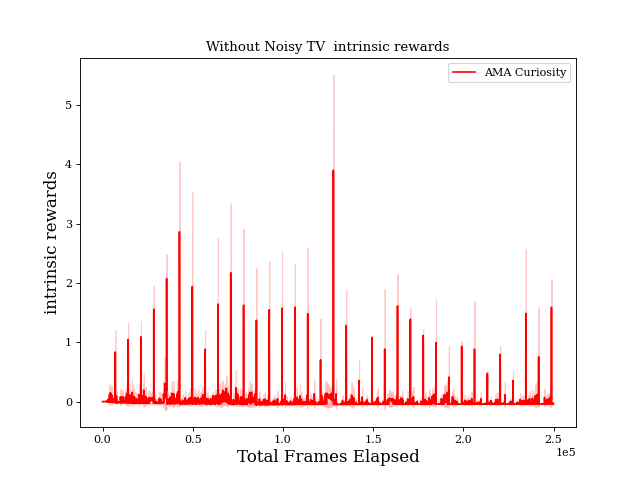 Without Noisy TV  intrinsic rewards
AMA Curiosity
intrinsic rewards
5
4
3
2
1
0
0.0
0.5
1.0
1.5
2.0
2.5
1e5
Total Frames Elapsed